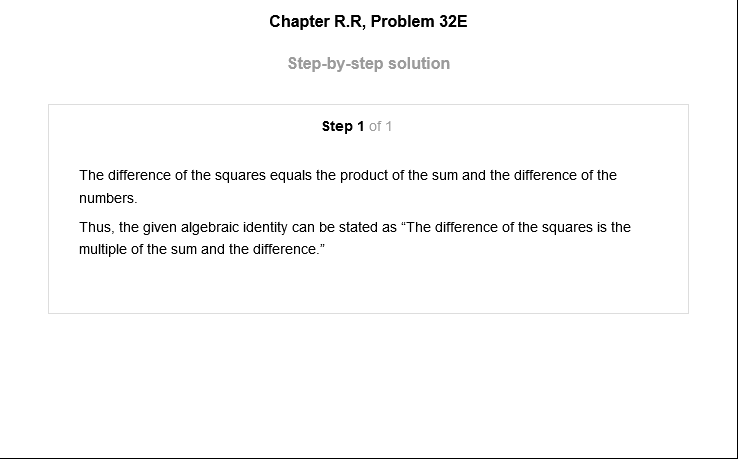 Chapter R.R, Problem 32E
Step-by-step solution
Step 1 of 1
The difference of the squares equals the product of the sum and the difference of the
numbers.
Thus, the given algebraic identity can be stated as “The difference of the squares is the
multiple of the sum and the difference.”